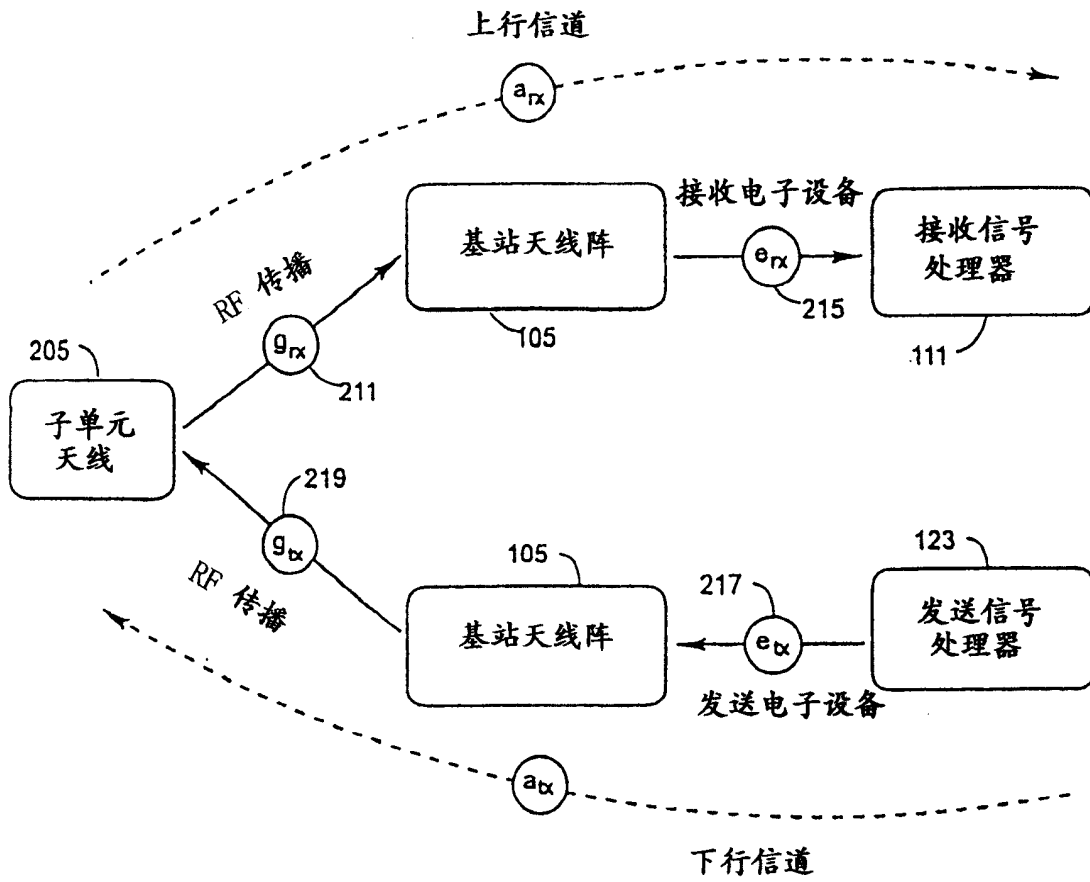 上行信道
a_rx
接收电子设备
基站天线阵
接收信号
处理器
e_rx
RF 传播
215
105
111
g_rx
205
211
子单元
天线
219
g_tx
105
123
217
RF 传播
基站天线阵
发送信号
处理器
e_tx
发送电子设备
a_tx
下行信道